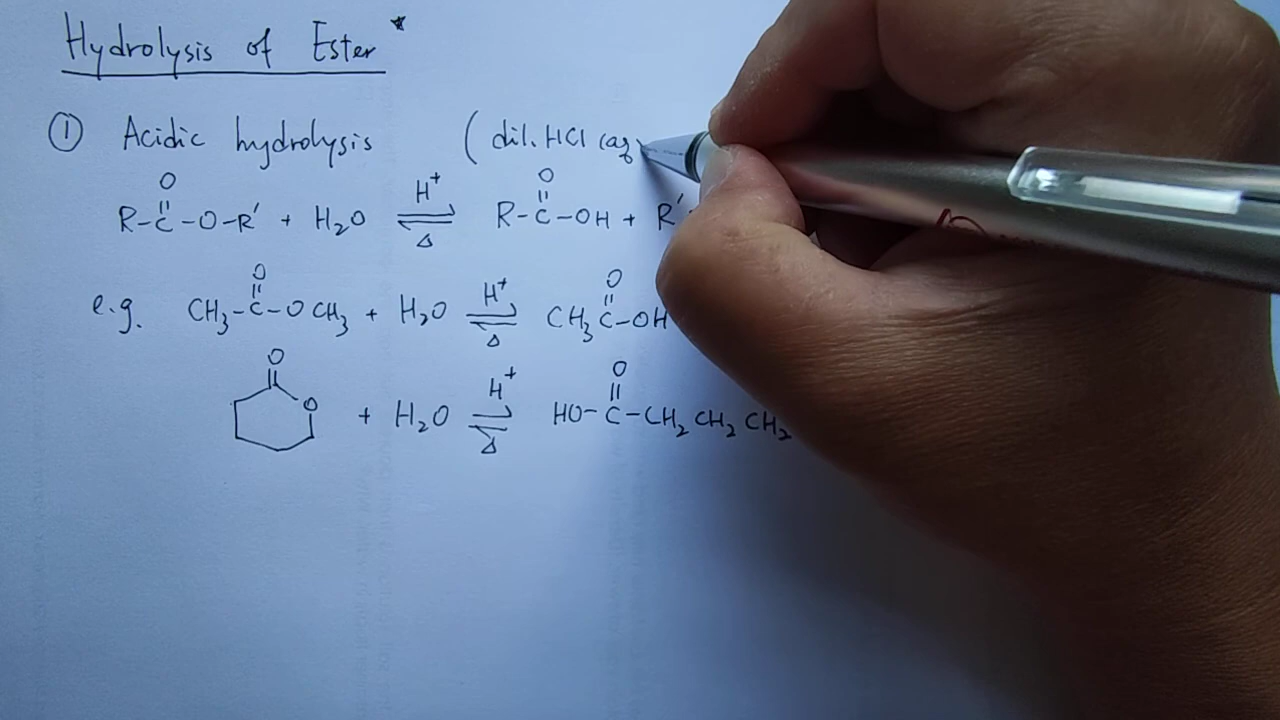 Hydrolysis of Ester *
① Acidic hydrolysis (dil. HCl (aq)
O O
R-C-O-R' + H₂O ⇌ H⁺ Δ R-C-OH + R'
O O
e.g. CH₃-C-OCH₃ + H₂O ⇌ H⁺ Δ CH₃C-OH
O O
O + H₂O ⇌ H⁺ Δ HO-C-CH₂CH₂CH₂